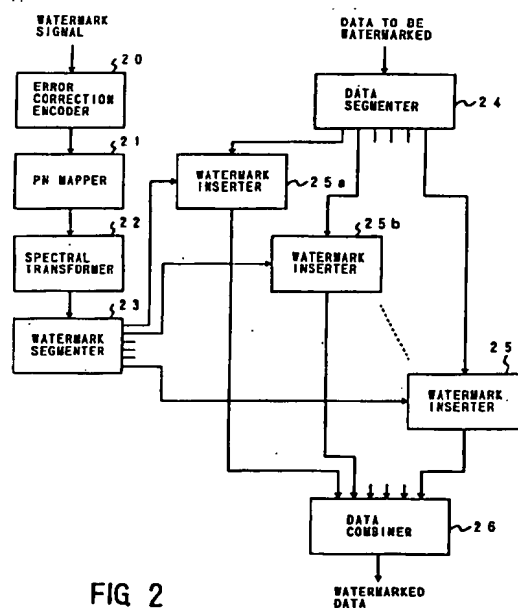 WATERMARK
SIGNAL
20
ERROR
CORRECTION
ENCODER
21
PN MAPPER
22
SPECTRAL
TRANSFORMER
23
WATERMARK
SEGMENTER
DATA TO BE
WATERMARKED
DATA
SEGMENTER
24
WATERMARK
INSERTER
25a
25b
WATERMARK
INSERTER
25
WATERMARK
INSERTER
DATA
COMBINER
26
WATERMARKED
DATA
FIG 2